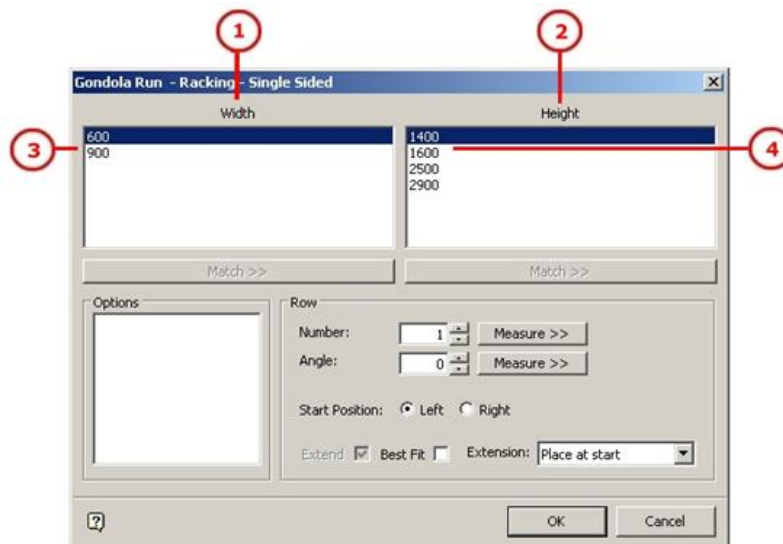 1 2
Gondola Run - Racking - Single Sided
Width Height
3 600 1400
900 1600 4
2500
2900
Match >> Match >>
Options Row
Number: 1 Measure >>
Angle: 0 Measure >>
Start Position: Left Right
Extend Best Fit Extension: Place at start
? OK Cancel